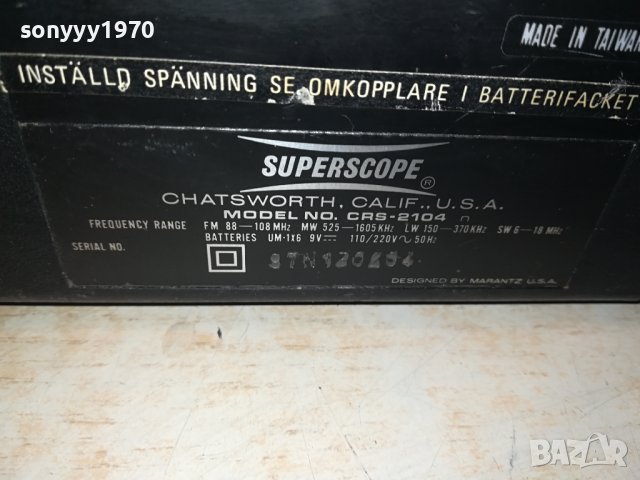 sonyyy1970
MADE IN TAIWAN
INSTÄLLD SPÄNNING SE OMKOPPLARE I BATTERIFACKET
SUPERSCOPE ®
CHATSWORTH, CALIF., U.S.A.
MODEL NO. CRS-2104
FREQUENCY RANGE FM 88-108MHz MW 525-1605KHz LW 150-370KHz SW 6-18MHz
BATTERIES UM-1x6 9V⎓ 110/220V∿50Hz
SERIAL NO.
DESIGNED BY MARANTZ U.S.A.
BAZAR